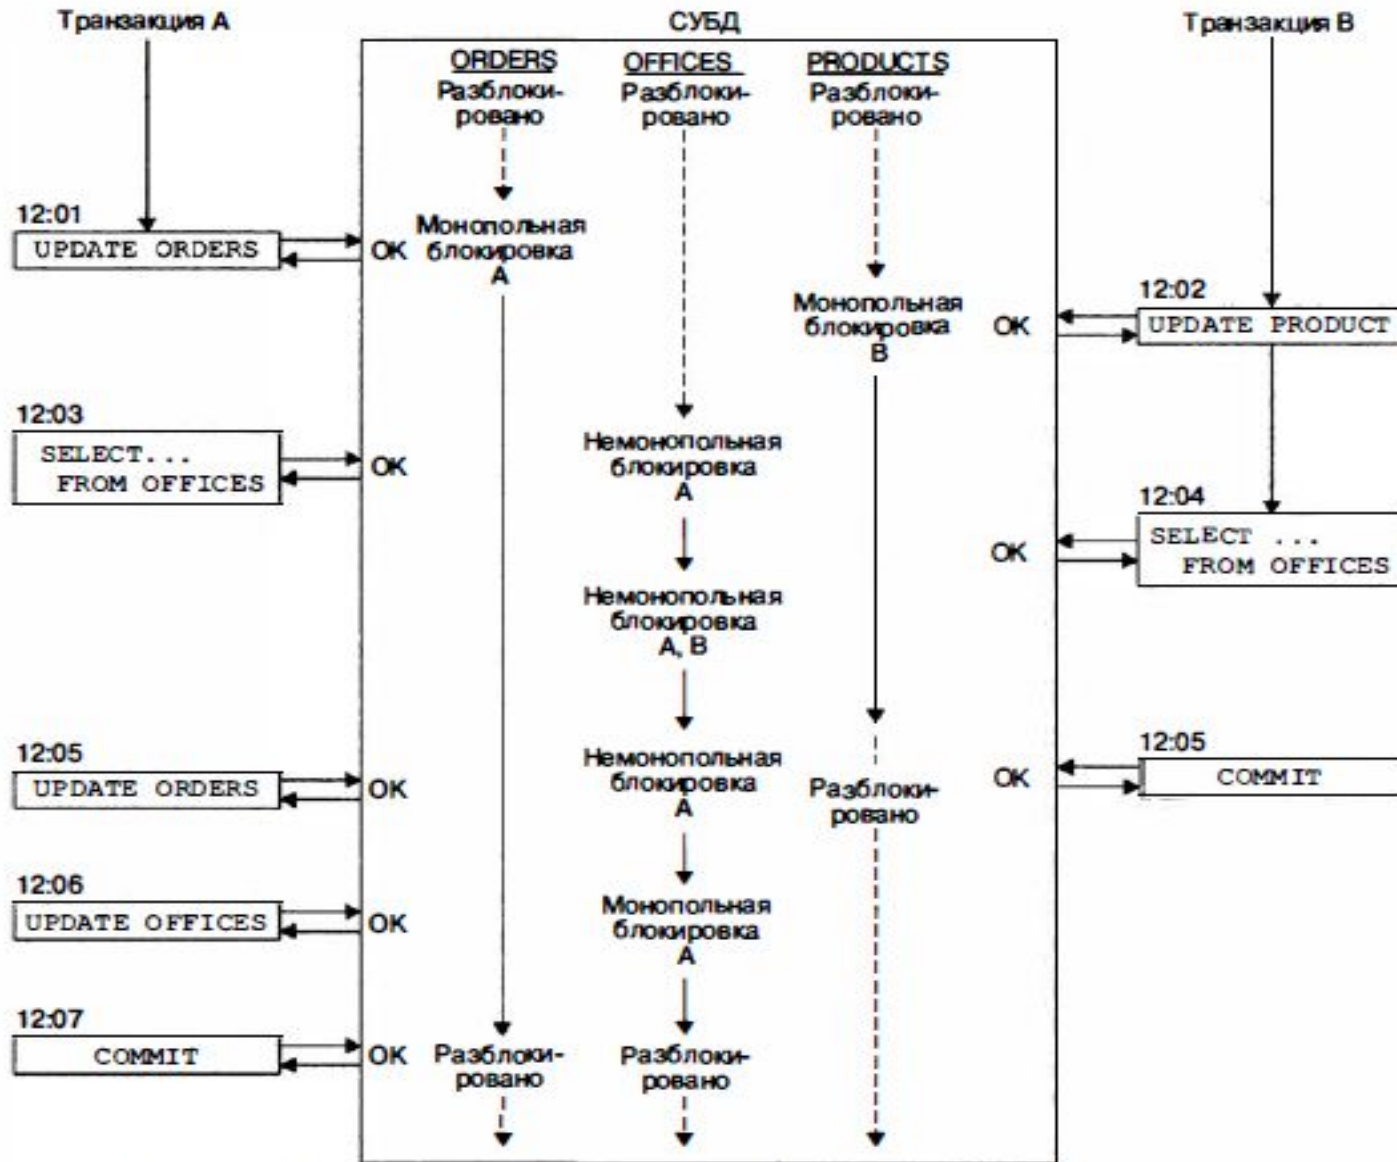 Транзакция A
СУБД
Транзакция B
ORDERS
OFFICES
PRODUCTS
Разблоки-
ровано
Разблоки-
ровано
Разблоки-
ровано
12:01
UPDATE ORDERS
OK
Монопольная
блокировка
A
12:02
UPDATE PRODUCT
OK
Монопольная
блокировка
B
12:03
SELECT...
FROM OFFICES
OK
Немонопольная
блокировка
A
12:04
SELECT ...
FROM OFFICES
OK
Немонопольная
блокировка
A, B
12:05
UPDATE ORDERS
OK
Немонопольная
блокировка
A
Разблоки-
ровано
OK
12:05
COMMIT
12:06
UPDATE OFFICES
OK
Монопольная
блокировка
A
12:07
COMMIT
OK
Разблоки-
ровано
Разблоки-
ровано